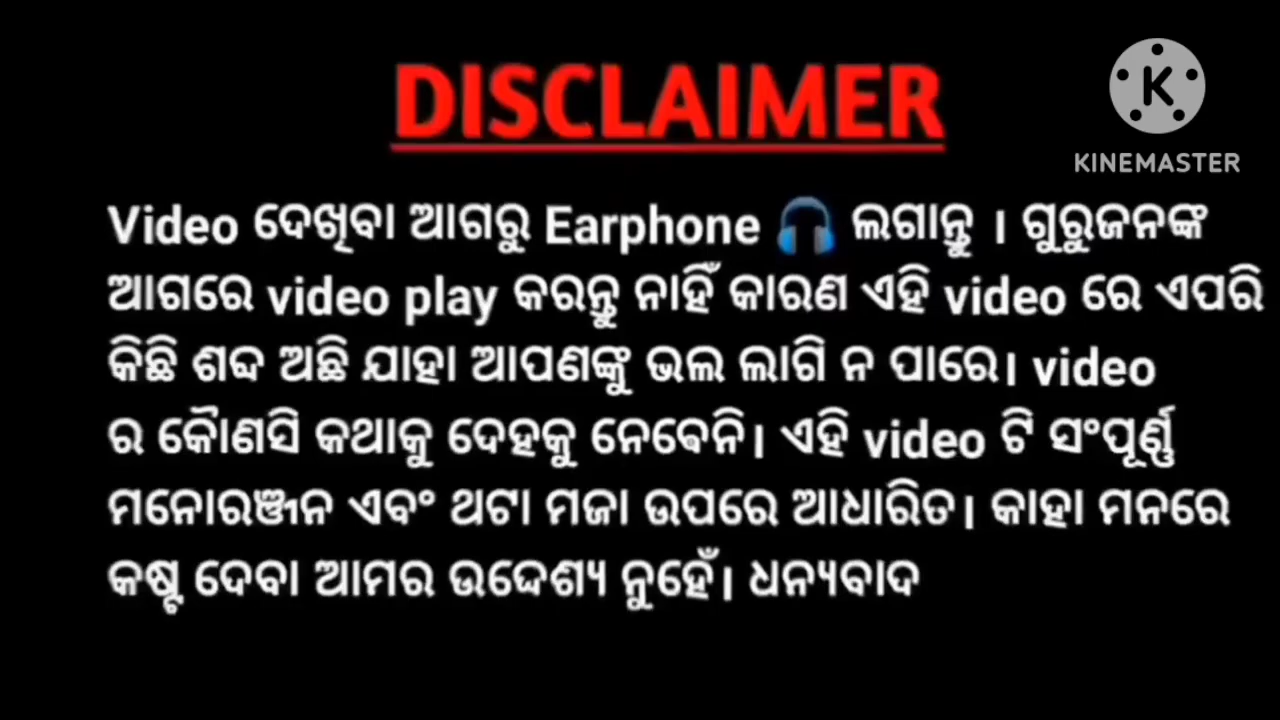 DISCLAIMER
K
KINEMASTER
Video ଦେଖିବା ଆଗରୁ Earphone 🎧 ଲଗାନ୍ତୁ । ଗୁରୁଜନଙ୍କ
ଆଗରେ video play କରନ୍ତୁ ନାହିଁ କାରଣ ଏହି video ରେ ଏପରି
କିଛି ଶବ୍ଦ ଅଛି ଯାହା ଆପଣଙ୍କୁ ଭଲ ଲାଗି ନ ପାରେ। video
ର କୌଣସି କଥାକୁ ଦେହକୁ ନେବେନି। ଏହି video ଟି ସଂପୂର୍ଣ୍ଣ
ମନୋରଞ୍ଜନ ଏବଂ ଥଟା ମଜା ଉପରେ ଆଧାରିତ। କାହା ମନରେ
କଷ୍ଟ ଦେବା ଆମର ଉଦ୍ଦେଶ୍ୟ ନୁହେଁ। ଧନ୍ୟବାଦ